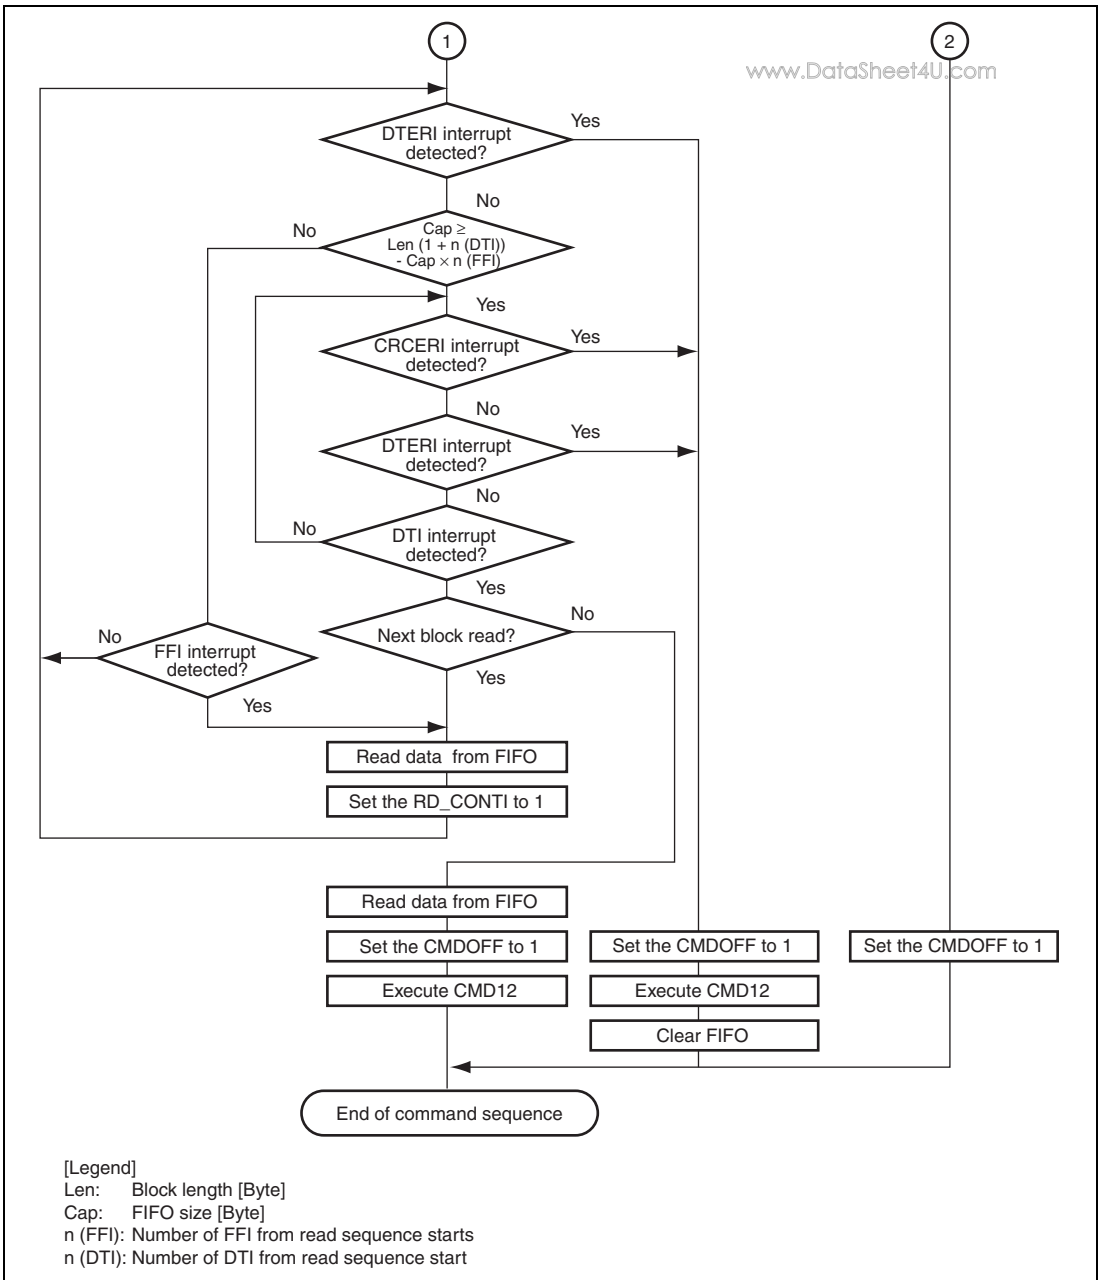 1
2
www.DataSheet4U.com
DTERI interrupt
detected?
Yes
No
Cap ≥
Len (1 + n (DTI))
- Cap × n (FFI)
No
Yes
CRCERI interrupt
detected?
Yes
No
DTERI interrupt
detected?
Yes
No
DTI interrupt
detected?
No
Yes
Next block read?
No
Yes
FFI interrupt
detected?
No
Yes
Read data from FIFO
Set the RD_CONTI to 1
Read data from FIFO
Set the CMDOFF to 1
Execute CMD12
Set the CMDOFF to 1
Execute CMD12
Clear FIFO
Set the CMDOFF to 1
End of command sequence
[Legend]
Len: Block length [Byte]
Cap: FIFO size [Byte]
n (FFI): Number of FFI from read sequence starts
n (DTI): Number of DTI from read sequence start